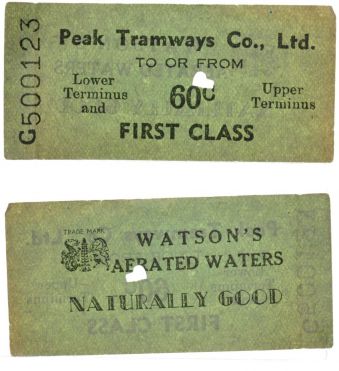 G500123
Peak Tramways Co., Ltd.
TO OR FROM
Lower Terminus and
60¢
Upper Terminus
FIRST CLASS
TRADE MARK
WATSON'S
AERATED WATERS
NATURALLY GOOD